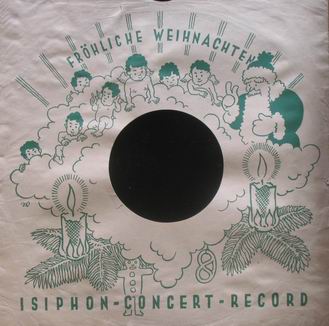 FRÖHLICHE WEIHNACHTEN
ISIPHON-CONCERT-RECORD